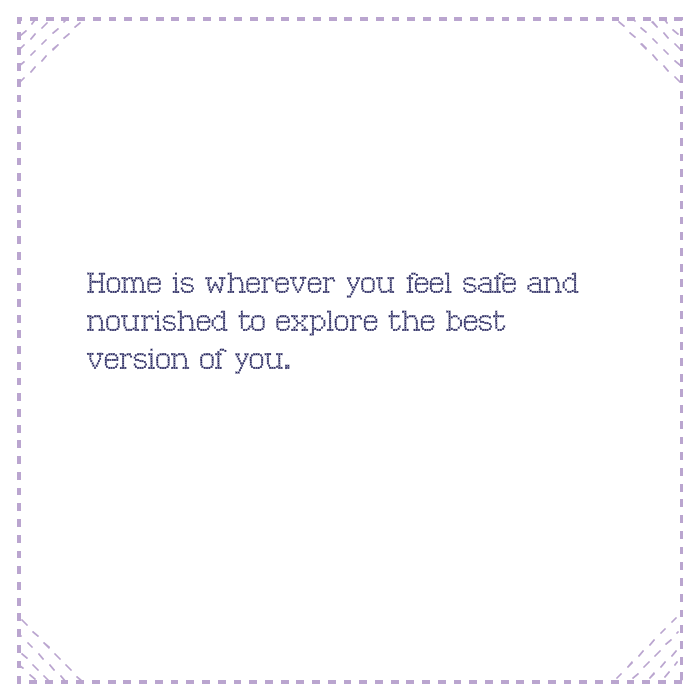 Home is wherever you feel safe and
nourished to explore the best
version of you.